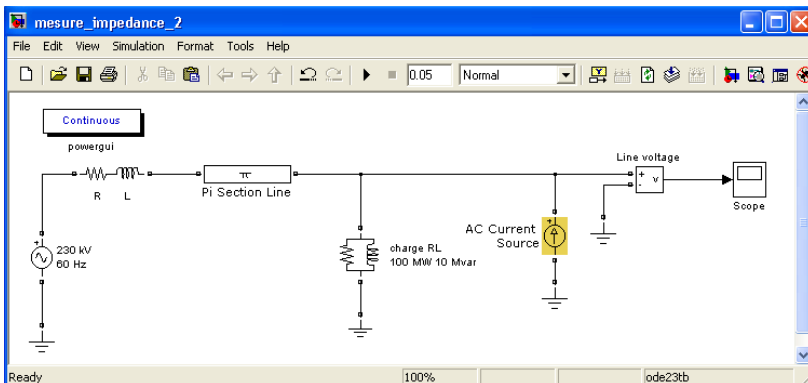 mesure_impedance_2
File Edit View Simulation Format Tools Help
0.05 Normal
Continuous
powergui
R L
Pi Section Line
Line voltage
+
-
v
Scope
+
230 kV
60 Hz
charge RL
100 MW 10 Mvar
AC Current
Source
+
Ready 100% ode23tb